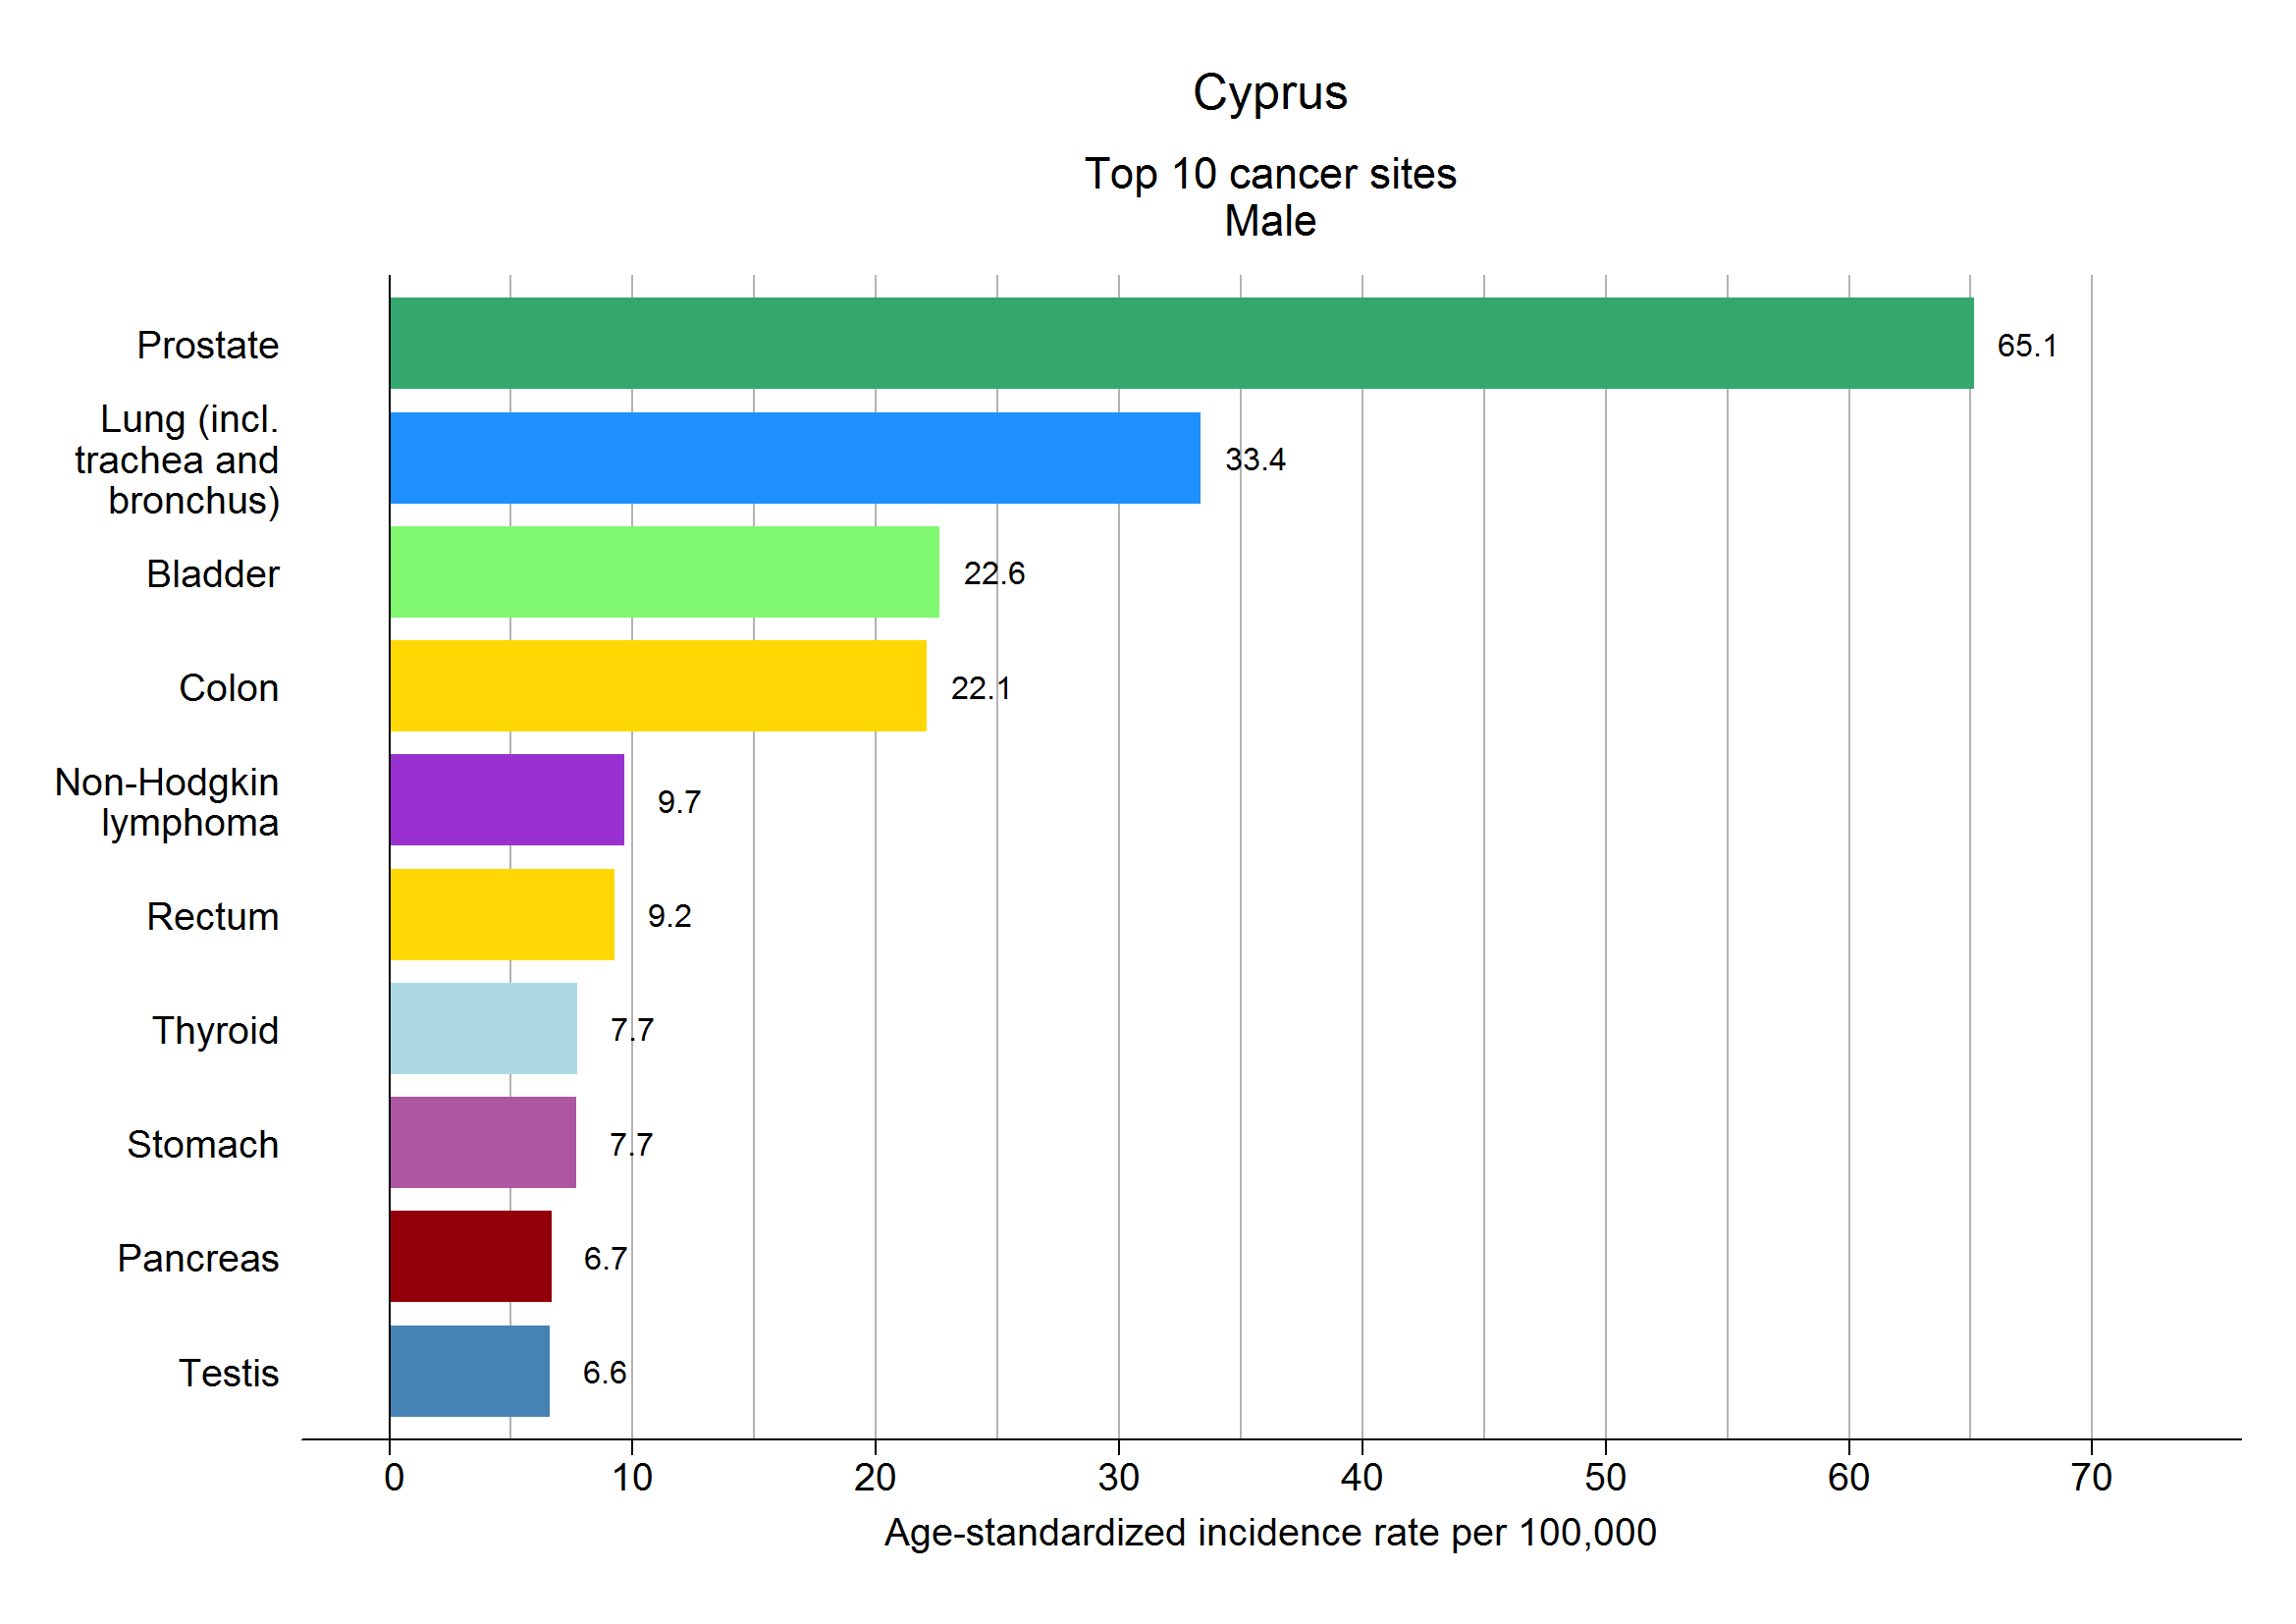 Cyprus
Top 10 cancer sites
Male
Prostate
65.1
Lung (incl.
trachea and
bronchus)
33.4
Bladder
22.6
Colon
22.1
Non-Hodgkin
lymphoma
9.7
Rectum
9.2
Thyroid
7.7
Stomach
7.7
Pancreas
6.7
Testis
6.6
0 10 20 30 40 50 60 70
Age-standardized incidence rate per 100,000